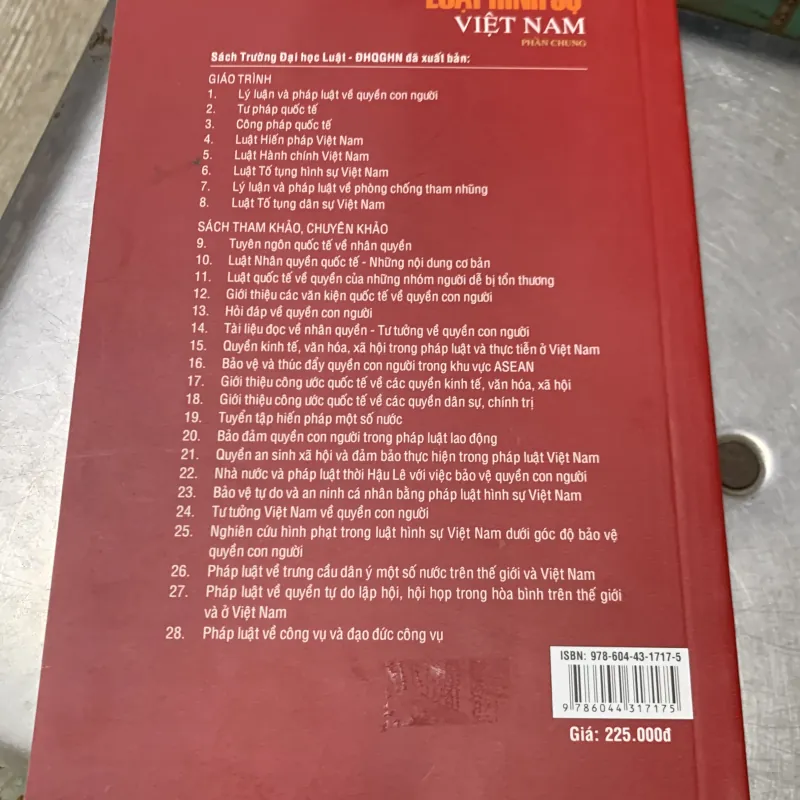 LUẬT HÌNH SỰ
VIỆT NAM
PHẦN CHUNG
Sách Trường Đại học Luật - ĐHQGHN đã xuất bản:
GIÁO TRÌNH
1. Lý luận và pháp luật về quyền con người
2. Tư pháp quốc tế
3. Công pháp quốc tế
4. Luật Hiến pháp Việt Nam
5. Luật Hành chính Việt Nam
6. Luật Tố tụng hình sự Việt Nam
7. Lý luận và pháp luật về phòng chống tham nhũng
8. Luật Tố tụng dân sự Việt Nam
SÁCH THAM KHẢO, CHUYÊN KHẢO
9. Tuyên ngôn quốc tế về nhân quyền
10. Luật Nhân quyền quốc tế - Những nội dung cơ bản
11. Luật quốc tế về quyền của những nhóm người dễ bị tổn thương
12. Giới thiệu các văn kiện quốc tế về quyền con người
13. Hỏi đáp về quyền con người
14. Tài liệu đọc về nhân quyền - Tư tưởng về quyền con người
15. Quyền kinh tế, văn hóa, xã hội trong pháp luật và thực tiễn ở Việt Nam
16. Bảo vệ và thúc đẩy quyền con người trong khu vực ASEAN
17. Giới thiệu công ước quốc tế về các quyền kinh tế, văn hóa, xã hội
18. Giới thiệu công ước quốc tế về các quyền dân sự, chính trị
19. Tuyển tập hiến pháp một số nước
20. Bảo đảm quyền con người trong pháp luật lao động
21. Quyền an sinh xã hội và đảm bảo thực hiện trong pháp luật Việt Nam
22. Nhà nước và pháp luật thời Hậu Lê với việc bảo vệ quyền con người
23. Bảo vệ tự do và an ninh cá nhân bằng pháp luật hình sự Việt Nam
24. Tư tưởng Việt Nam về quyền con người
25. Nghiên cứu hình phạt trong luật hình sự Việt Nam dưới góc độ bảo vệ
quyền con người
26. Pháp luật về trưng cầu dân ý một số nước trên thế giới và Việt Nam
27. Pháp luật về quyền tự do lập hội, hội họp trong hòa bình trên thế giới
và ở Việt Nam
28. Pháp luật về công vụ và đạo đức công vụ
ISBN: 978-604-43-1717-5
9 786044 317175
Giá: 225.000đ